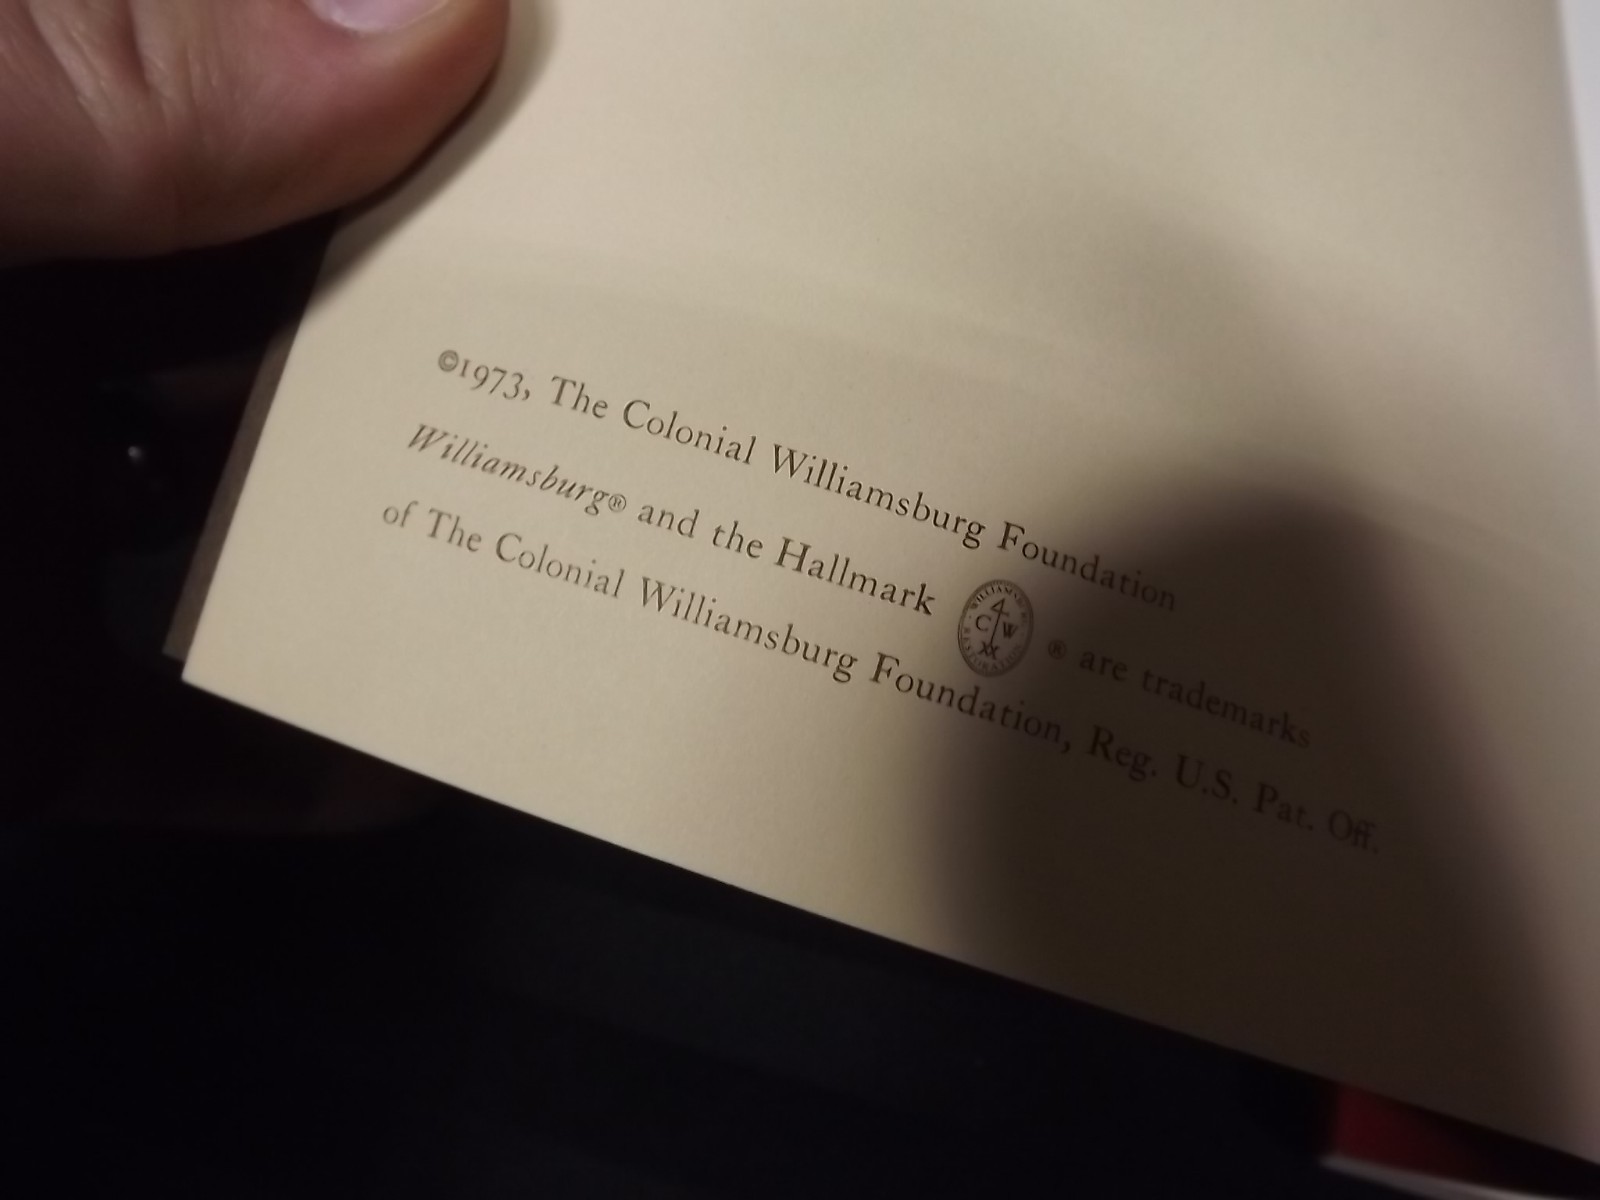 ©1973, The Colonial Williamsburg Foundation
Williamsburg® and the Hallmark CW ® are trademarks
of The Colonial Williamsburg Foundation, Reg. U.S. Pat. Off.